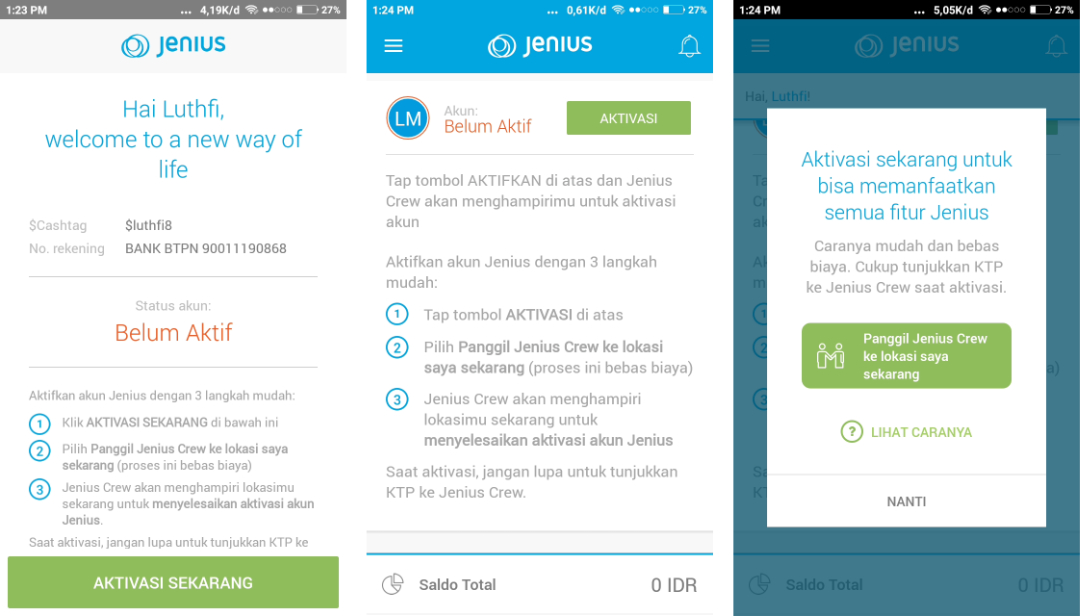 1:23 PM ... 4,19K/d 27%
jenius
Hai Luthfi,
welcome to a new way of
life
$Cashtag $luthfi8
No. rekening BANK BTPN 90011190868
Status akun:
Belum Aktif
Aktifkan akun Jenius dengan 3 langkah mudah:
1 Klik AKTIVASI SEKARANG di bawah ini
2 Pilih Panggil Jenius Crew ke lokasi saya
sekarang (proses ini bebas biaya)
3 Jenius Crew akan menghampiri lokasimu
sekarang untuk menyelesaikan aktivasi akun
Jenius.
Saat aktivasi, jangan lupa untuk tunjukkan KTP ke
AKTIVASI SEKARANG
1:24 PM ... 0,61K/d 27%
jenius
LM
Akun:
Belum Aktif
AKTIVASI
Tap tombol AKTIFKAN di atas dan Jenius
Crew akan menghampirimu untuk aktivasi
akun
Aktifkan akun Jenius dengan 3 langkah
mudah:
1 Tap tombol AKTIVASI di atas
2 Pilih Panggil Jenius Crew ke lokasi
saya sekarang (proses ini bebas biaya)
3 Jenius Crew akan menghampiri
lokasimu sekarang untuk
menyelesaikan aktivasi akun Jenius
Saat aktivasi, jangan lupa untuk tunjukkan
KTP ke Jenius Crew.
Saldo Total 0 IDR
1:24 PM ... 5,05K/d 27%
jenius
Hai, Luthfi!
Aktivasi sekarang untuk
bisa memanfaatkan
semua fitur Jenius
Caranya mudah dan bebas
biaya. Cukup tunjukkan KTP
ke Jenius Crew saat aktivasi.
Panggil Jenius Crew
ke lokasi saya
sekarang
? LIHAT CARANYA
NANTI
Saldo Total 0 IDR